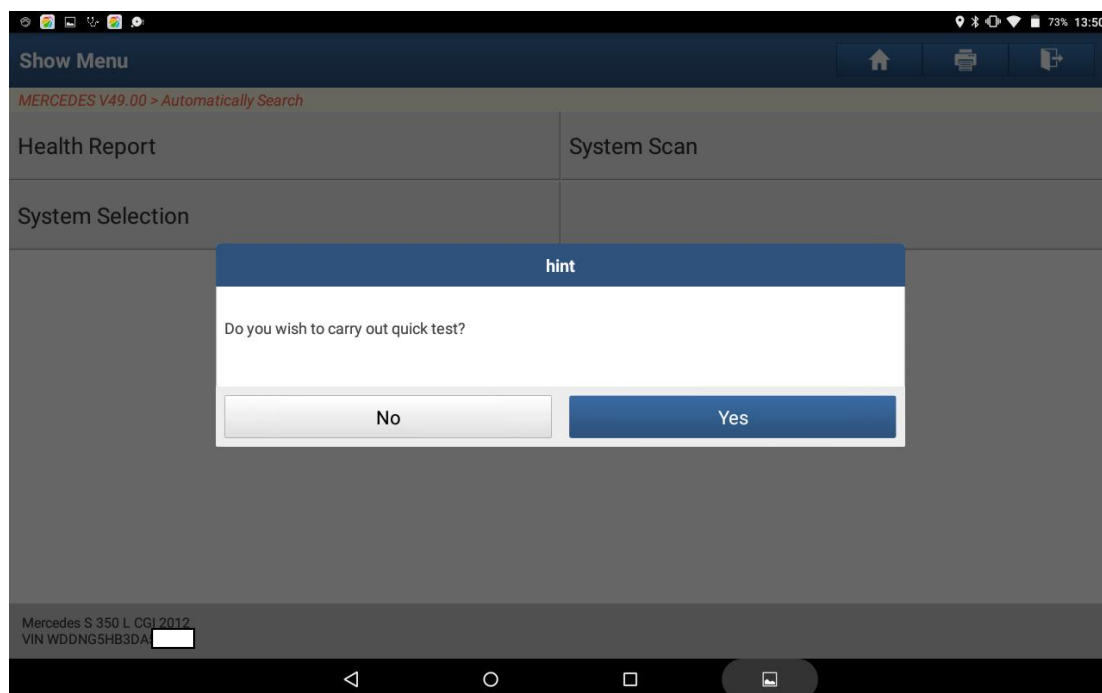 73% 13:50
Show Menu
MERCEDES V49.00 > Automatically Search
Health Report
System Scan
System Selection
hint
Do you wish to carry out quick test?
No
Yes
Mercedes S 350 L CGI 2012
VIN WDDNG5HB3DA